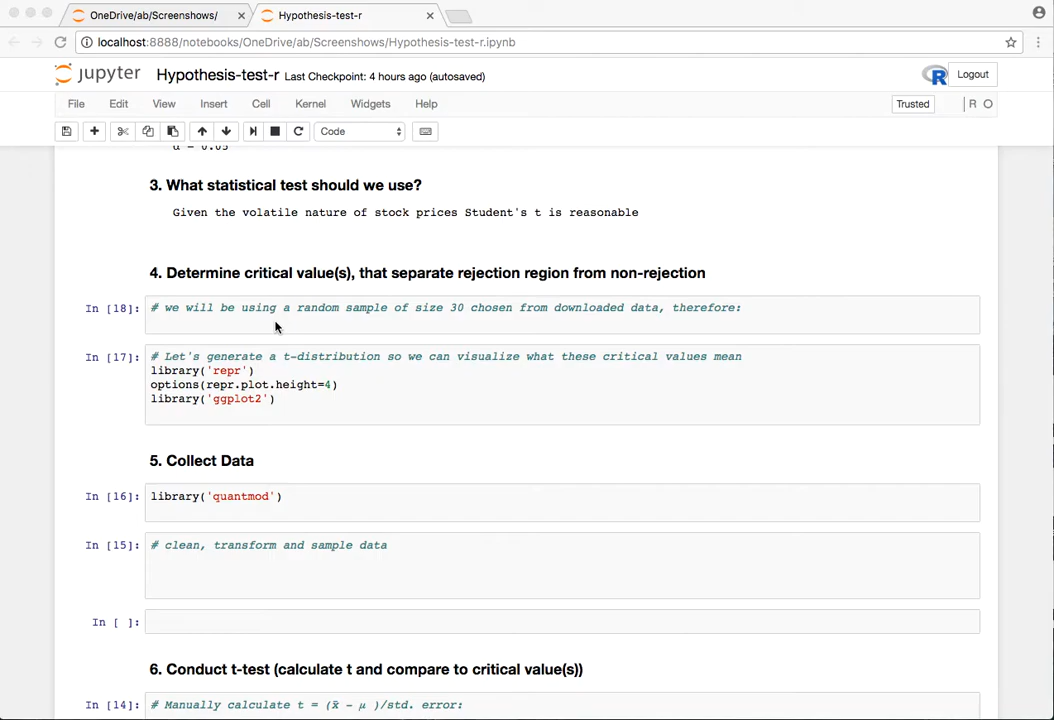 OneDrive/ab/Screenshows/
Hypothesis-test-r
localhost:8888/notebooks/OneDrive/ab/Screenshows/Hypothesis-test-r.ipynb
jupyter Hypothesis-test-r Last Checkpoint: 4 hours ago (autosaved)
R Logout
File Edit View Insert Cell Kernel Widgets Help
Trusted R
Code
α = 0.05
3. What statistical test should we use?
Given the volatile nature of stock prices Student's t is reasonable
4. Determine critical value(s), that separate rejection region from non-rejection
In [18]: # we will be using a random sample of size 30 chosen from downloaded data, therefore:
In [17]: # Let's generate a t-distribution so we can visualize what these critical values mean
library('repr')
options(repr.plot.height=4)
library('ggplot2')
5. Collect Data
In [16]: library('quantmod')
In [15]: # clean, transform and sample data
In [ ]:
6. Conduct t-test (calculate t and compare to critical value(s))
In [14]: # Manually calculate t = (x̄ - μ )/std. error: